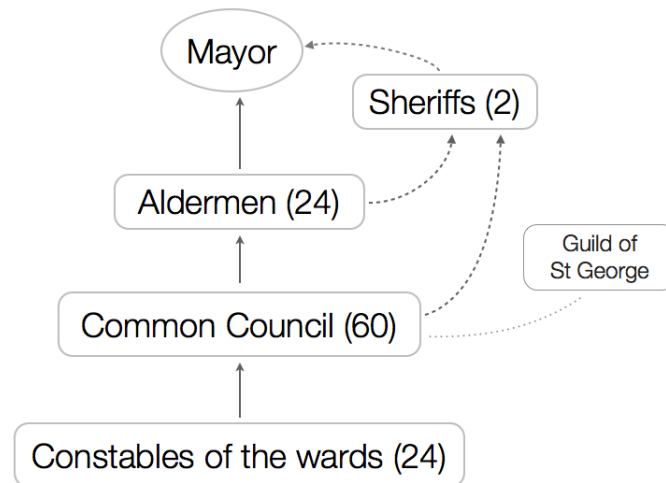 Mayor
Sheriffs (2)
Aldermen (24)
Guild of
St George
Common Council (60)
Constables of the wards (24)